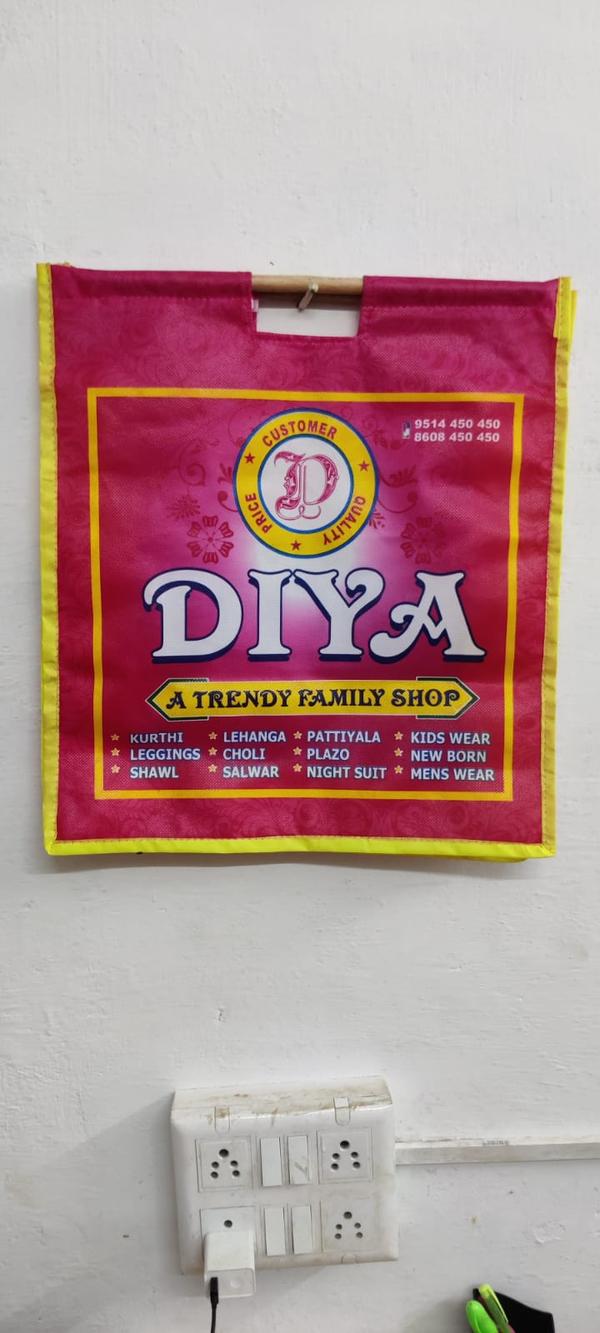 CUSTOMER
PRICE
QUALITY
D
9514 450 450
8608 450 450
DIYA
A TRENDY FAMILY SHOP
KURTHI
LEGGINGS
SHAWL
LEHANGA
CHOLI
SALWAR
PATTIYALA
PLAZO
NIGHT SUIT
KIDS WEAR
NEW BORN
MENS WEAR